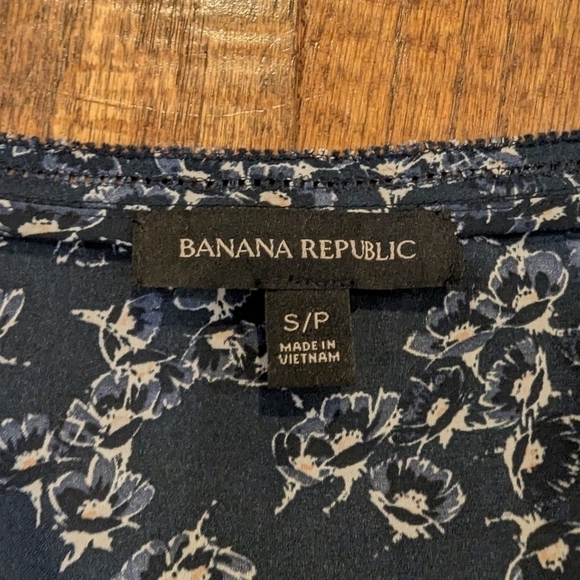 BANANA REPUBLIC
S/P
MADE IN
VIETNAM